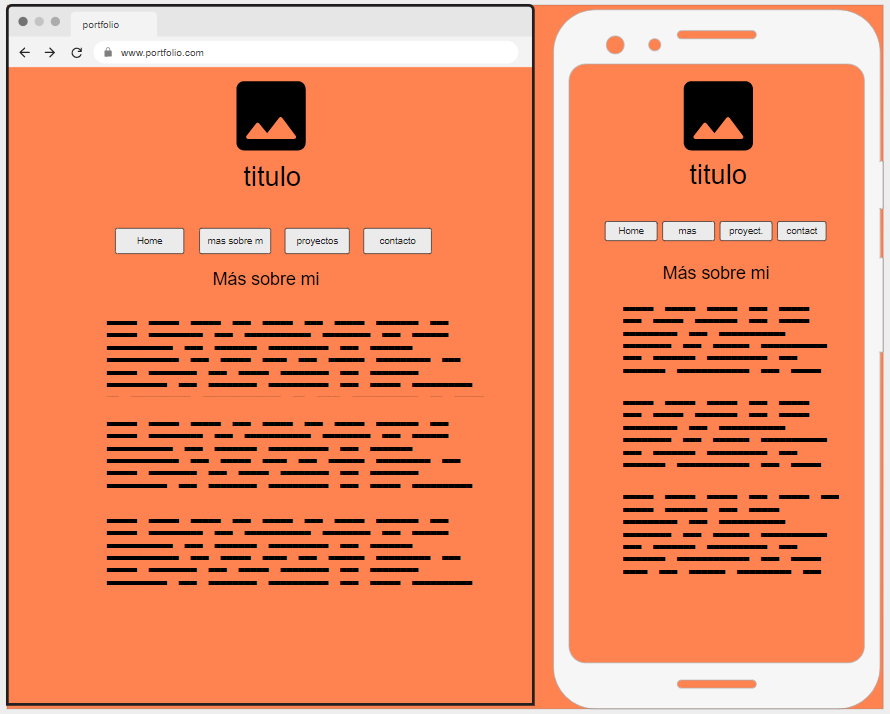 portfolio
www.portfolio.com
titulo
Home
mas sobre m
proyectos
contacto
Más sobre mi
titulo
Home
mas
proyect.
contact
Más sobre mi